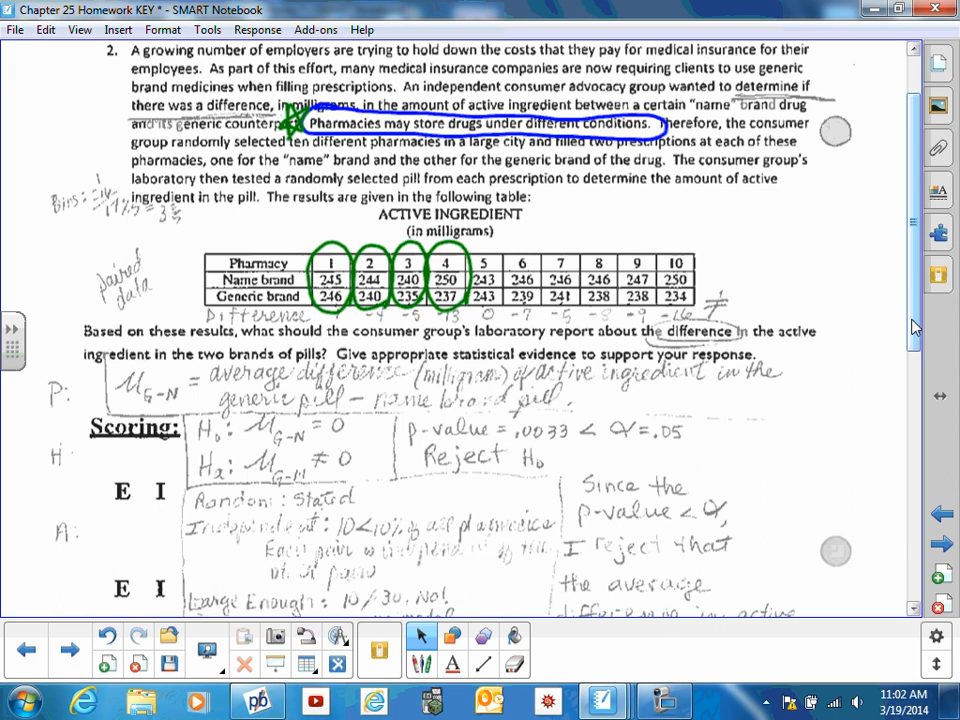 Chapter 25 Homework KEY * - SMART Notebook
File Edit View Insert Format Tools Response Add-ons Help
2. A growing number of employers are trying to hold down the costs that they pay for medical insurance for their
employees. As part of this effort, many medical insurance companies are now requiring clients to use generic
brand medicines when filling prescriptions. An independent consumer advocacy group wanted to determine if
there was a difference, in milligrams, in the amount of active ingredient between a certain "name" brand drug
and its generic counterpart. Pharmacies may store drugs under different conditions. Therefore, the consumer
group randomly selected ten different pharmacies in a large city and filled two prescriptions at each of these
pharmacies, one for the "name" brand and the other for the generic brand of the drug. The consumer group's
laboratory then tested a randomly selected pill from each prescription to determine the amount of active
ingredient in the pill. The results are given in the following table:
ACTIVE INGREDIENT
(in milligrams)
paired
data
Pharmacy 1 2 3 4 5 6 7 8 9 10
Name brand 245 244 240 250 243 246 246 246 247 250
Generic brand 246 240 235 237 243 239 241 238 238 234
Difference 1 -4 -5 -13 0 -7 -5 -8 -9 -16
Based on these results, what should the consumer group's laboratory report about the difference in the active
ingredient in the two brands of pills? Give appropriate statistical evidence to support your response.
P: μG-N = average difference (milligram) of active ingredient in the
generic pill - name brand pill.
Scoring:
H: H₀: μG-N = 0
p-value = .0033 < α = .05
Reject H₀
E I
Random: Stated
A: Independent: 10 < 10% of all pharmacies
Large Enough: 10 30, No!
E I
Since the
p-value < α,
I reject that
the average
difference in active
11:02 AM
3/19/2014